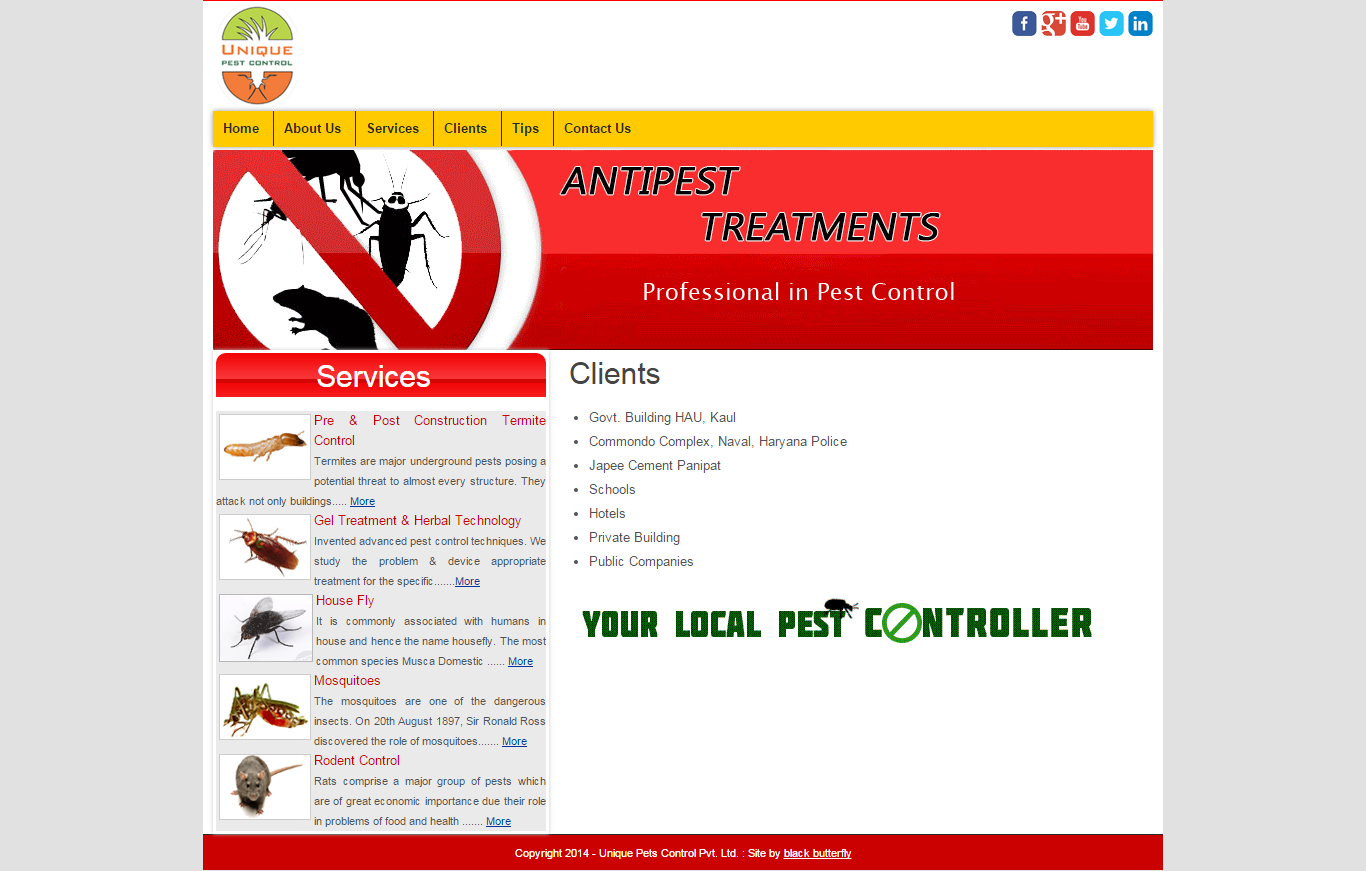 UNIQUE
PEST CONTROL
f
g+
You
Tube
in
Home
About Us
Services
Clients
Tips
Contact Us
ANTIPEST
TREATMENTS
Professional in Pest Control
Services
Pre & Post Construction Termite
Control
Termites are major underground pests posing a
potential threat to almost every structure. They
attack not only buildings..... More
Gel Treatment & Herbal Technology
Invented advanced pest control techniques. We
study the problem & device appropriate
treatment for the specific.......More
House Fly
It is commonly associated with humans in
house and hence the name housefly. The most
common species Musca Domestic ...... More
Mosquitoes
The mosquitoes are one of the dangerous
insects. On 20th August 1897, Sir Ronald Ross
discovered the role of mosquitoes....... More
Rodent Control
Rats comprise a major group of pests which
are of great economic importance due their role
in problems of food and health ....... More
Clients
• Govt. Building HAU, Kaul
• Commondo Complex, Naval, Haryana Police
• Japee Cement Panipat
• Schools
• Hotels
• Private Building
• Public Companies
YOUR LOCAL PEST CONTROLLER
Copyright 2014 - Unique Pets Control Pvt. Ltd. : Site by black butterfly